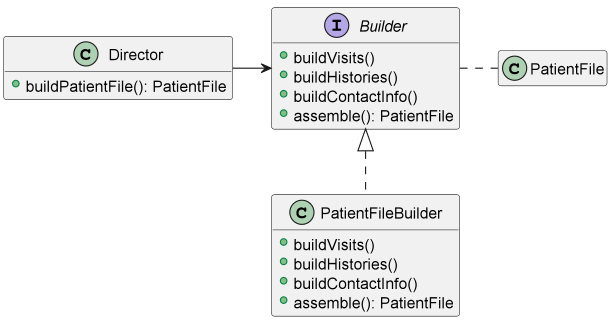 C Director
buildPatientFile(): PatientFile
I Builder
buildVisits()
buildHistories()
buildContactInfo()
assemble(): PatientFile
C PatientFile
C PatientFileBuilder
buildVisits()
buildHistories()
buildContactInfo()
assemble(): PatientFile